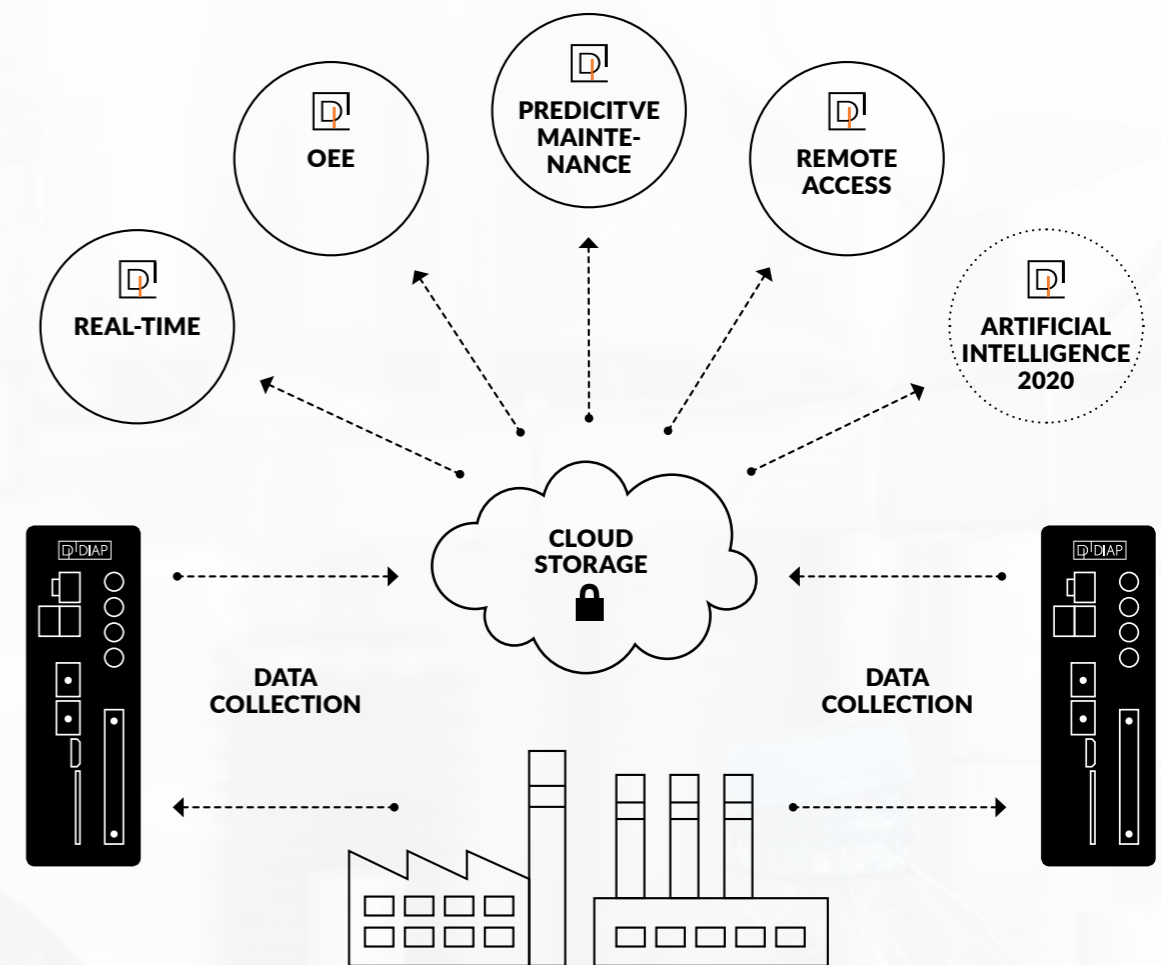 PREDICITVE
MAINTE-
NANCE
OEE
REMOTE
ACCESS
REAL-TIME
ARTIFICIAL
INTELLIGENCE
2020
CLOUD
STORAGE
DIAP
DIAP
DATA
COLLECTION
DATA
COLLECTION